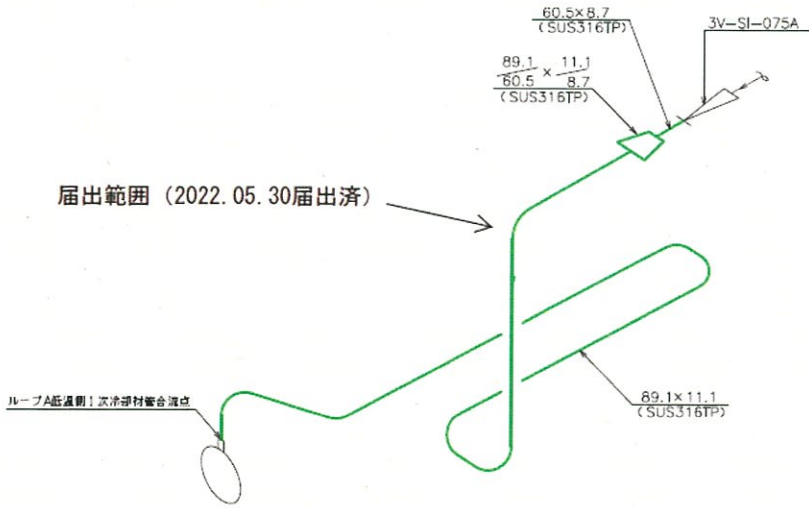 60.5×8.7
(SUS316TP)
3V-SI-075A
89.1/60.5 × 11.1/8.7
(SUS316TP)
届出範囲（2022.05.30届出済）
ループA低温側1次冷却材管合流点
89.1×11.1
(SUS316TP)